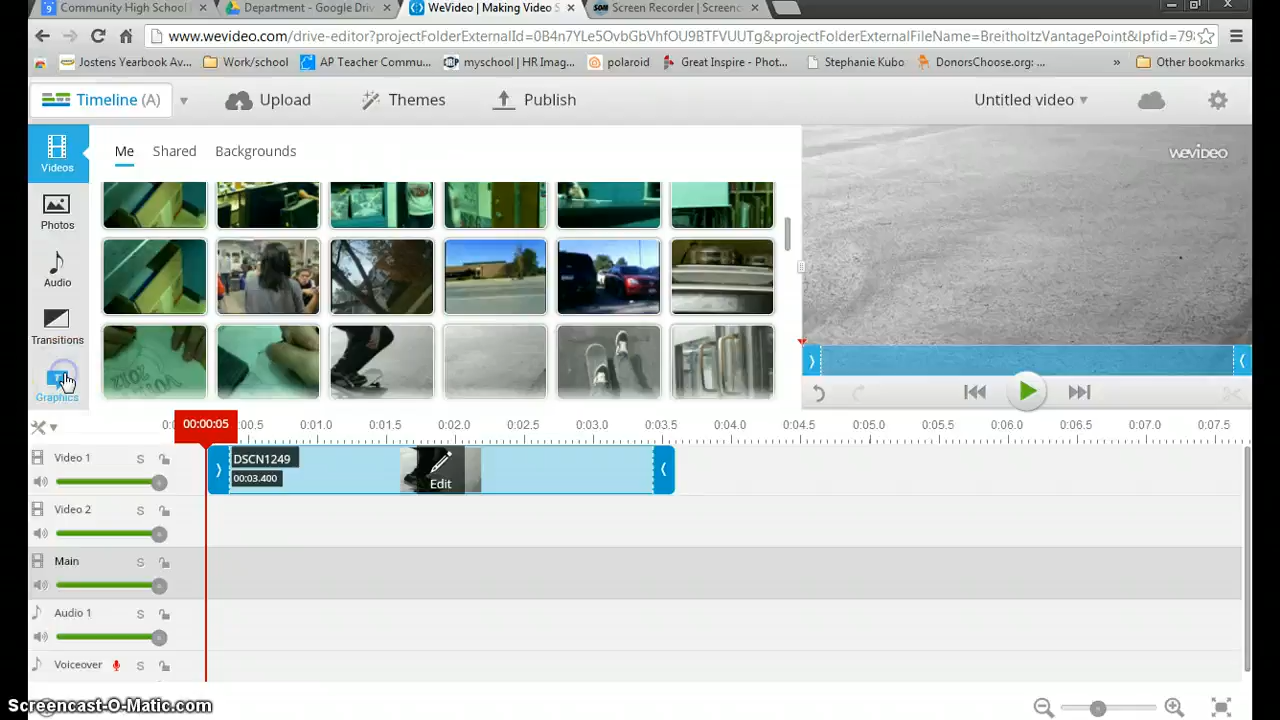 Community High School
Department - Google Driv
WeVideo | Making Video S
Screen Recorder | Screenc
www.wevideo.com/drive-editor?projectFolderExternalId=0B4n7YLe5OvbGbVhfOU9BTFVUUTg&projectFolderExternalFileName=BreitholtzVantagePoint&lpfid=79
Jostens Yearbook Av...
Work/school
AP Teacher Commu...
myschool | HR Imag...
polaroid
Great Inspire - Phot...
Stephanie Kubo
DonorsChoose.org: ...
»
Other bookmarks
Timeline (A)
Upload
Themes
Publish
Untitled video
Videos
Me
Shared
Backgrounds
wevideo
Photos
Audio
Transitions
Graphics
00:00:05
0:00.5
0:01.0
0:01.5
0:02.0
0:02.5
0:03.0
0:03.5
0:04.0
0:04.5
0:05.0
0:05.5
0:06.0
0:06.5
0:07.0
0:07.5
Video 1
S
DSCN1249
00:03.400
Edit
Video 2
S
Main
S
Audio 1
S
Voiceover
S
Screencast-O-Matic.com